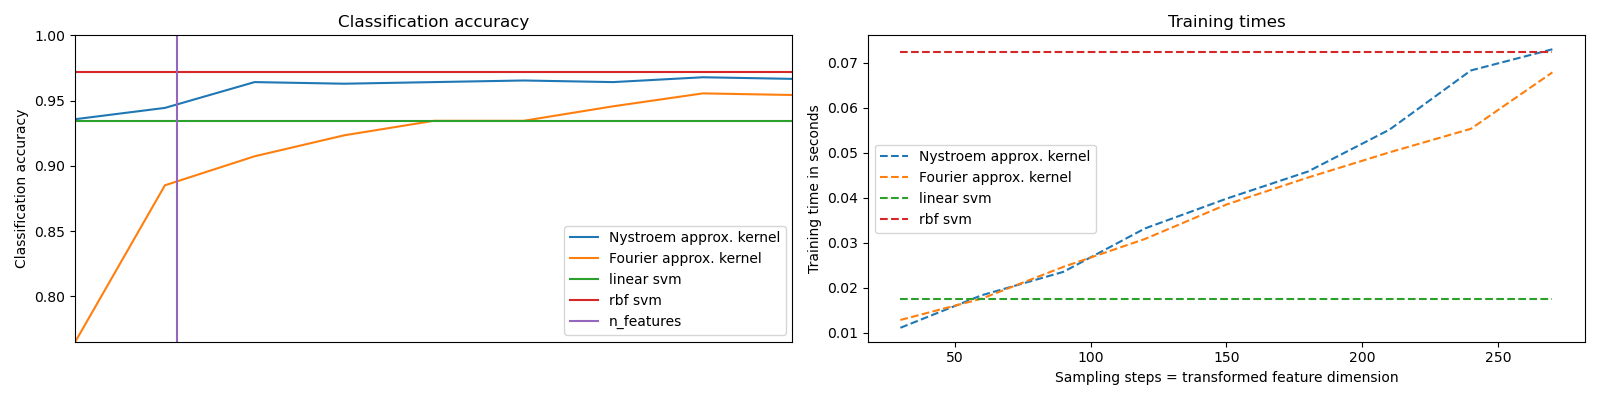 Classification accuracy
Classification accuracy
1.00
0.95
0.90
0.85
0.80
Nystroem approx. kernel
Fourier approx. kernel
linear svm
rbf svm
n_features
Training times
Training time in seconds
0.07
0.06
0.05
0.04
0.03
0.02
0.01
Nystroem approx. kernel
Fourier approx. kernel
linear svm
rbf svm
50 100 150 200 250
Sampling steps = transformed feature dimension